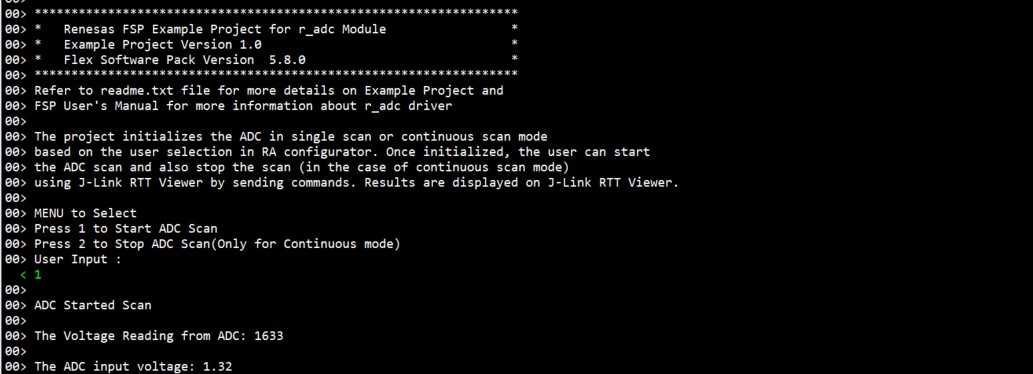 00>
00> *****************************************************************
00> *   Renesas FSP Example Project for r_adc Module                 *
00> *   Example Project Version 1.0                                  *
00> *   Flex Software Pack Version  5.8.0                            *
00> *****************************************************************
00> Refer to readme.txt file for more details on Example Project and
00> FSP User's Manual for more information about r_adc driver
00>
00> The project initializes the ADC in single scan or continuous scan mode
00> based on the user selection in RA configurator. Once initialized, the user can start
00> the ADC scan and also stop the scan (in the case of continuous scan mode)
00> using J-Link RTT Viewer by sending commands. Results are displayed on J-Link RTT Viewer.
00>
00> MENU to Select
00> Press 1 to Start ADC Scan
00> Press 2 to Stop ADC Scan(Only for Continuous mode)
00> User Input :
< 1
00>
00> ADC Started Scan
00>
00> The Voltage Reading from ADC: 1633
00>
00> The ADC input voltage: 1.32